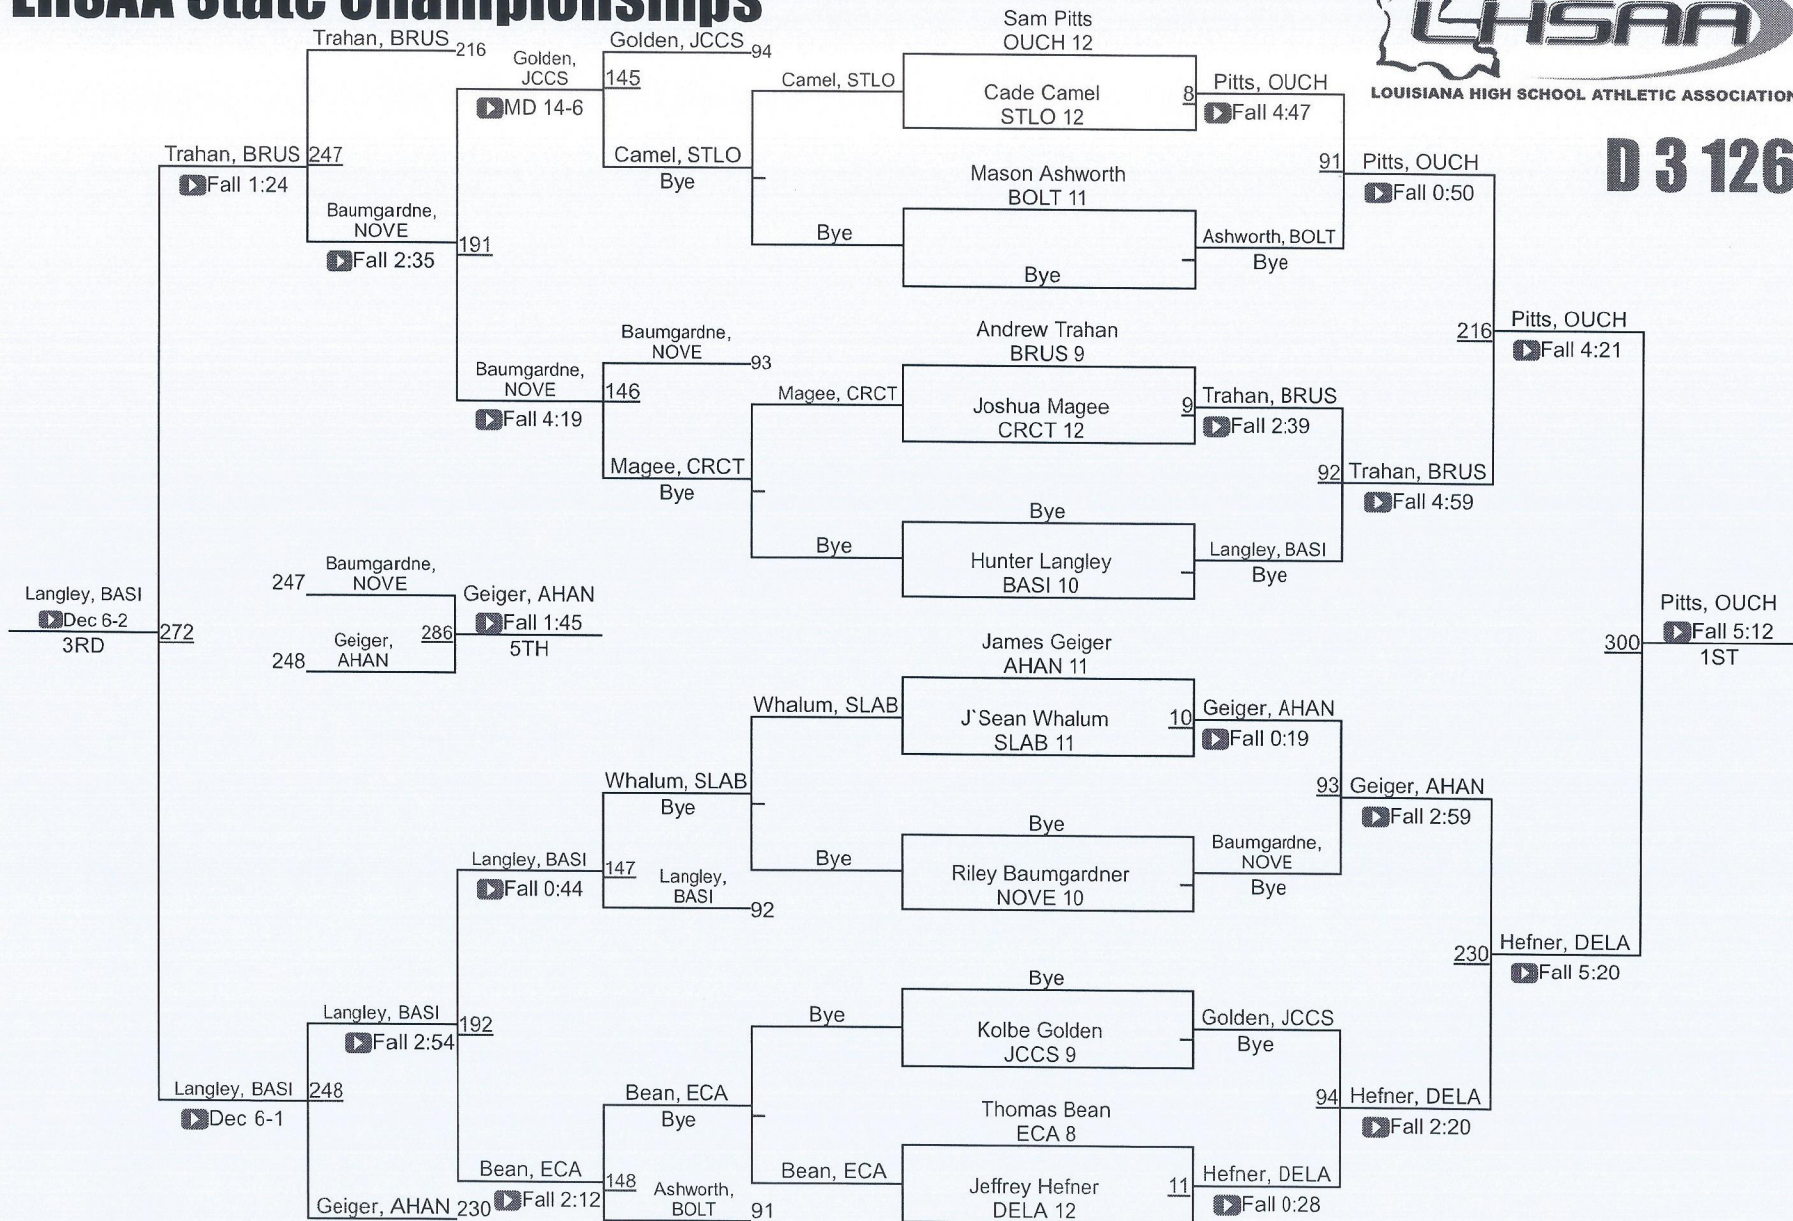 LHSAA State Championships
LHSAA
LOUISIANA HIGH SCHOOL ATHLETIC ASSOCIATION
D 3 126
Trahan, BRUS
216
Golden,
JCCS
MD 14-6
Golden, JCCS
94
145
Camel, STLO
Bye
Trahan, BRUS
247
Fall 1:24
Baumgardne,
NOVE
Fall 2:35
191
Baumgardne,
NOVE
93
Baumgardne,
NOVE
Fall 4:19
146
Magee, CRCT
Bye
Langley, BASI
Dec 6-2
3RD
272
247
Baumgardne,
NOVE
248
Geiger,
AHAN
286
Geiger, AHAN
Fall 1:45
5TH
Whalum, SLAB
Bye
Langley, BASI
Fall 0:44
147
Langley,
BASI
92
Langley, BASI
Fall 2:54
192
Langley, BASI
Dec 6-1
248
Geiger, AHAN
230
Bean, ECA
Fall 2:12
Bean, ECA
Bye
148
Ashworth,
BOLT
91
Camel, STLO
Bye
Magee, CRCT
Bye
Whalum, SLAB
Bye
Bye
Bean, ECA
Sam Pitts
OUCH 12
Cade Camel
STLO 12
8
Mason Ashworth
BOLT 11
Bye
Andrew Trahan
BRUS 9
Joshua Magee
CRCT 12
9
Bye
Hunter Langley
BASI 10
James Geiger
AHAN 11
J`Sean Whalum
SLAB 11
10
Bye
Riley Baumgardner
NOVE 10
Bye
Kolbe Golden
JCCS 9
Thomas Bean
ECA 8
Jeffrey Hefner
DELA 12
11
Pitts, OUCH
Fall 4:47
Ashworth, BOLT
Bye
Trahan, BRUS
Fall 2:39
Langley, BASI
Bye
Geiger, AHAN
Fall 0:19
Baumgardne,
NOVE
Bye
Golden, JCCS
Bye
Hefner, DELA
Fall 0:28
91
Pitts, OUCH
Fall 0:50
92
Trahan, BRUS
Fall 4:59
93
Geiger, AHAN
Fall 2:59
94
Hefner, DELA
Fall 2:20
216
Pitts, OUCH
Fall 4:21
230
Hefner, DELA
Fall 5:20
300
Pitts, OUCH
Fall 5:12
1ST